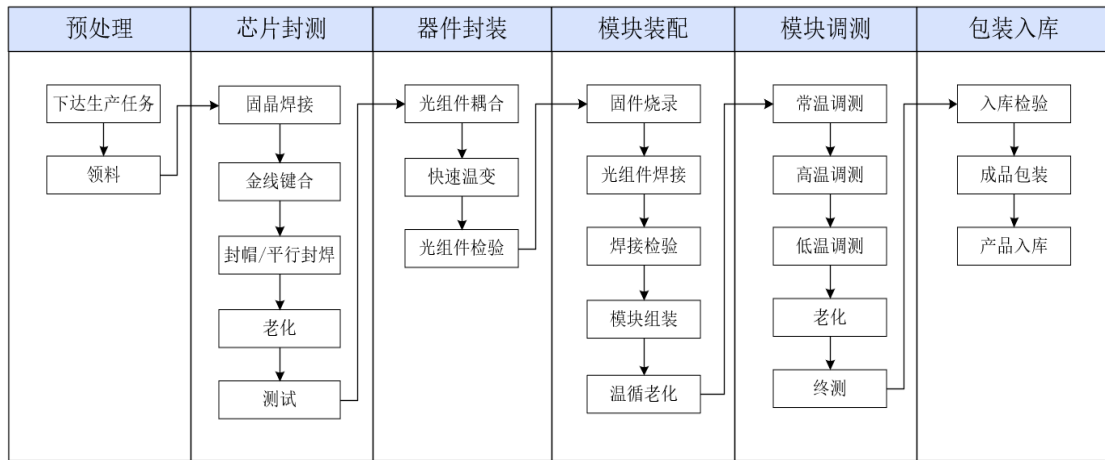 预处理
芯片封测
器件封装
模块装配
模块调测
包装入库
下达生产任务
领料
固晶焊接
金线键合
封帽/平行封焊
老化
测试
光组件耦合
快速温变
光组件检验
固件烧录
光组件焊接
焊接检验
模块组装
温循老化
常温调测
高温调测
低温调测
老化
终测
入库检验
成品包装
产品入库